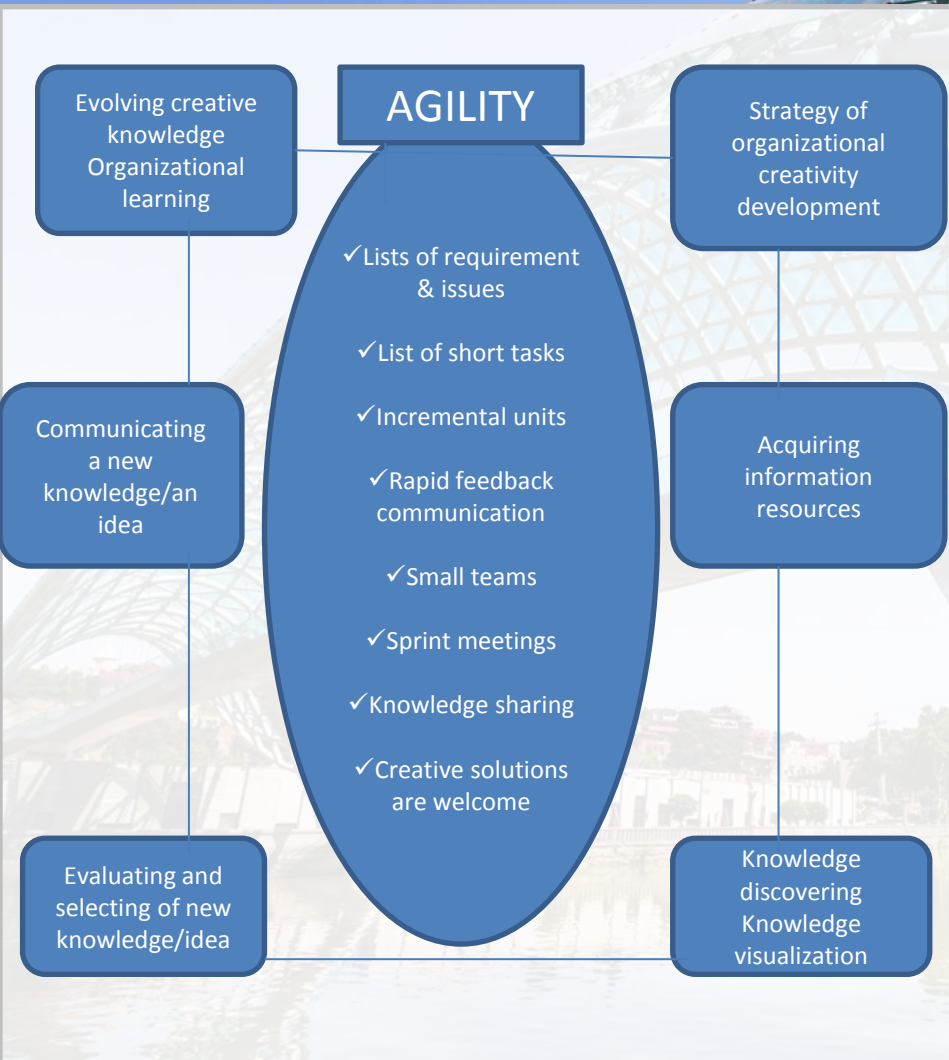 AGILITY
Evolving creative
knowledge
Organizational
learning
Strategy of
organizational
creativity
development
✓Lists of requirement
& issues
✓List of short tasks
✓Incremental units
✓Rapid feedback
communication
✓Small teams
✓Sprint meetings
✓Knowledge sharing
✓Creative solutions
are welcome
Communicating
a new
knowledge/an
idea
Acquiring
information
resources
Evaluating and
selecting of new
knowledge/idea
Knowledge
discovering
Knowledge
visualization